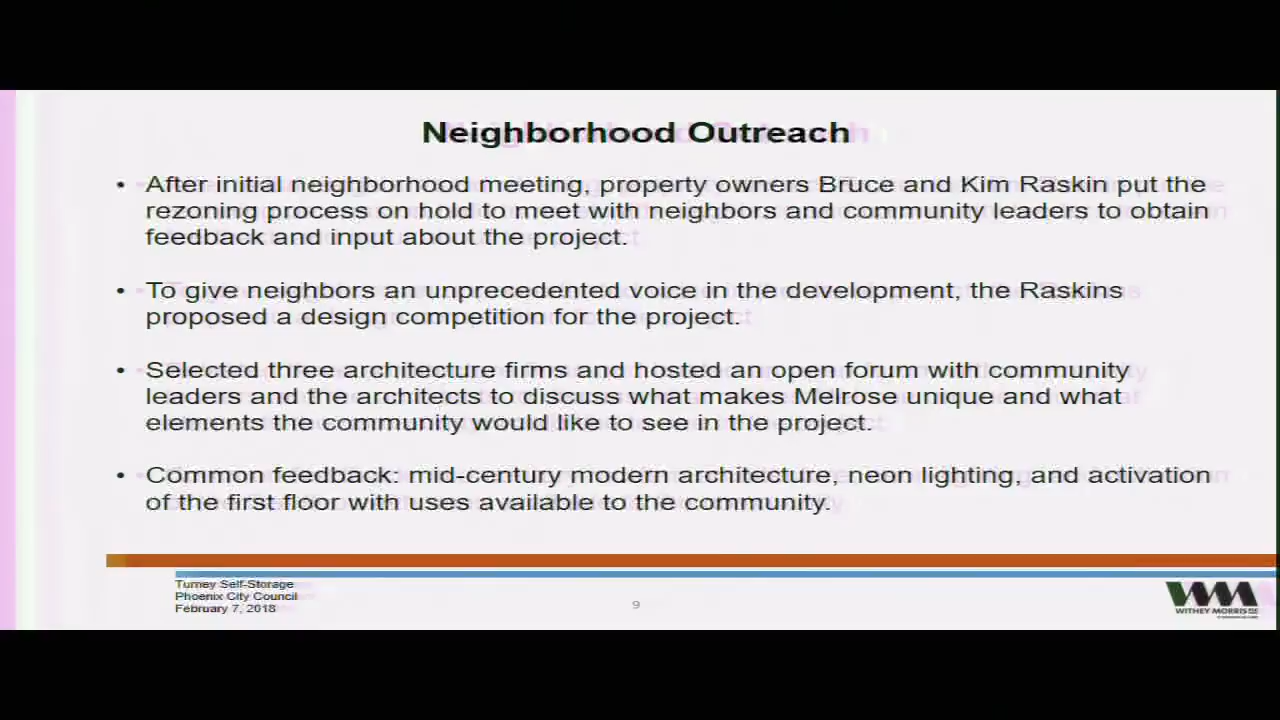 Neighborhood Outreach
• After initial neighborhood meeting, property owners Bruce and Kim Raskin put the
rezoning process on hold to meet with neighbors and community leaders to obtain
feedback and input about the project.
• To give neighbors an unprecedented voice in the development, the Raskins
proposed a design competition for the project.
• Selected three architecture firms and hosted an open forum with community
leaders and the architects to discuss what makes Melrose unique and what
elements the community would like to see in the project.
• Common feedback: mid-century modern architecture, neon lighting, and activation
of the first floor with uses available to the community.
Turney Self-Storage
Phoenix City Council
February 7, 2018
9
WM
WITHEY MORRIS